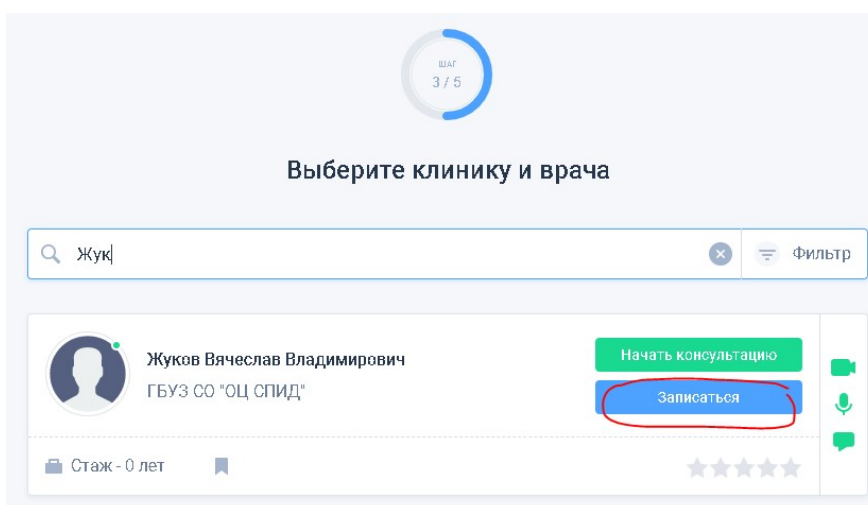 ШАГ
3 / 5
Выберите клинику и врача
Жук
Фильтр
Жуков Вячеслав Владимирович
ГБУЗ СО "ОЦ СПИД"
Начать консультацию
Записаться
Стаж - 0 лет